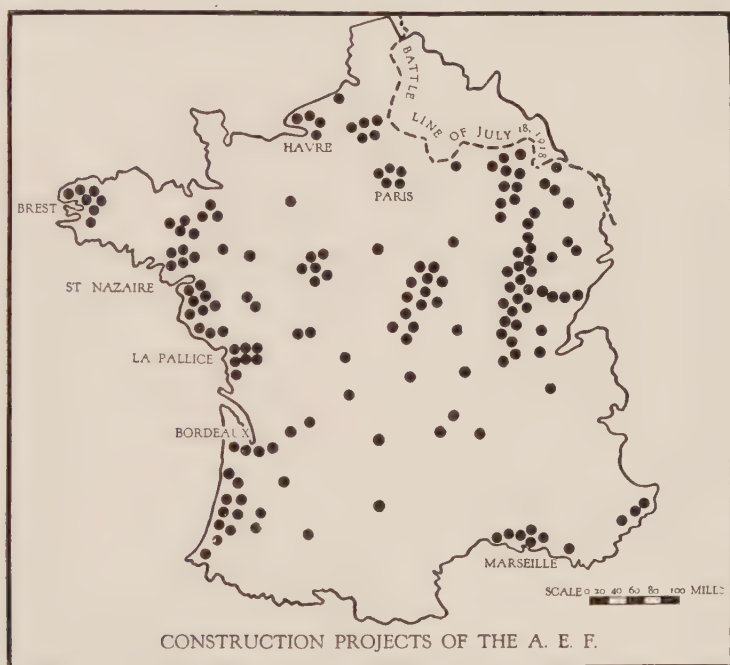 BATTLE LINE OF JULY 18, 1918
HAVRE
PARIS
BREST
ST NAZAIRE
LA PALLICE
BORDEAUX
MARSEILLE
SCALE 0 20 40 60 80 100 MILES
CONSTRUCTION PROJECTS OF THE A. E. F.